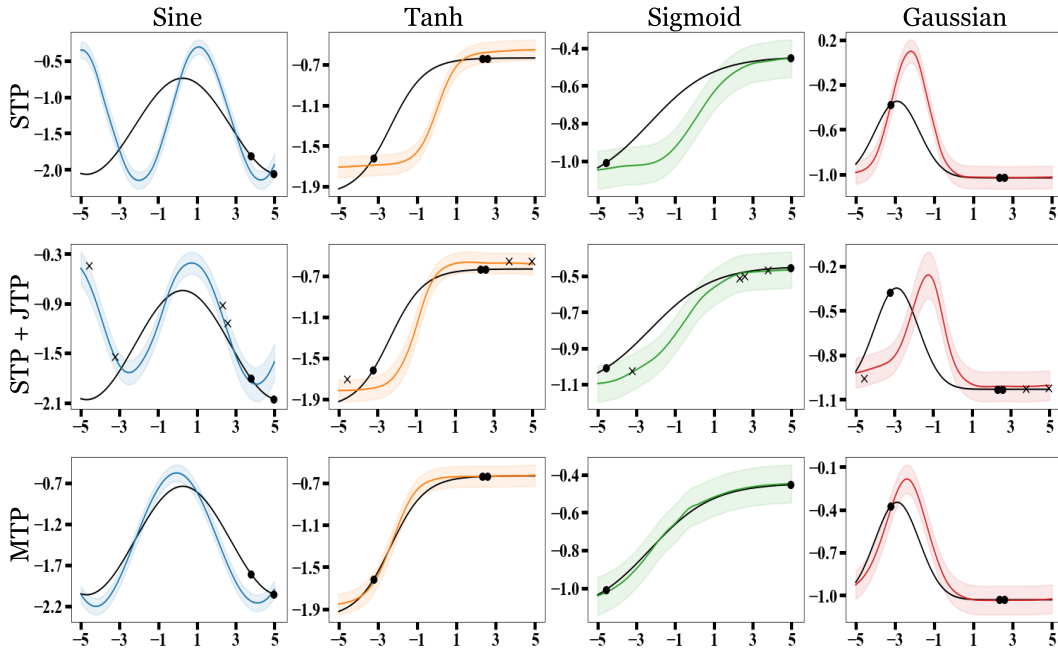 Sine Tanh Sigmoid Gaussian
STP
−0.5 −1.0 −1.5 −2.0
−5 −3 −1 1 3 5
−0.7 −1.1 −1.5 −1.9
−5 −3 −1 1 3 5
−0.4 −0.6 −0.8 −1.0
−5 −3 −1 1 3 5
0.2 −0.2 −0.6 −1.0
−5 −3 −1 1 3 5
STP + JTP
−0.3 −0.9 −1.5 −2.1
−5 −3 −1 1 3 5
−0.7 −1.1 −1.5 −1.9
−5 −3 −1 1 3 5
−0.5 −0.7 −0.9 −1.1
−5 −3 −1 1 3 5
−0.2 −0.5 −0.8 −1.1
−5 −3 −1 1 3 5
MTP
−0.7 −1.2 −1.7 −2.2
−5 −3 −1 1 3 5
−0.7 −1.1 −1.5 −1.9
−5 −3 −1 1 3 5
−0.4 −0.6 −0.8 −1.0
−5 −3 −1 1 3 5
−0.1 −0.4 −0.7 −1.0
−5 −3 −1 1 3 5